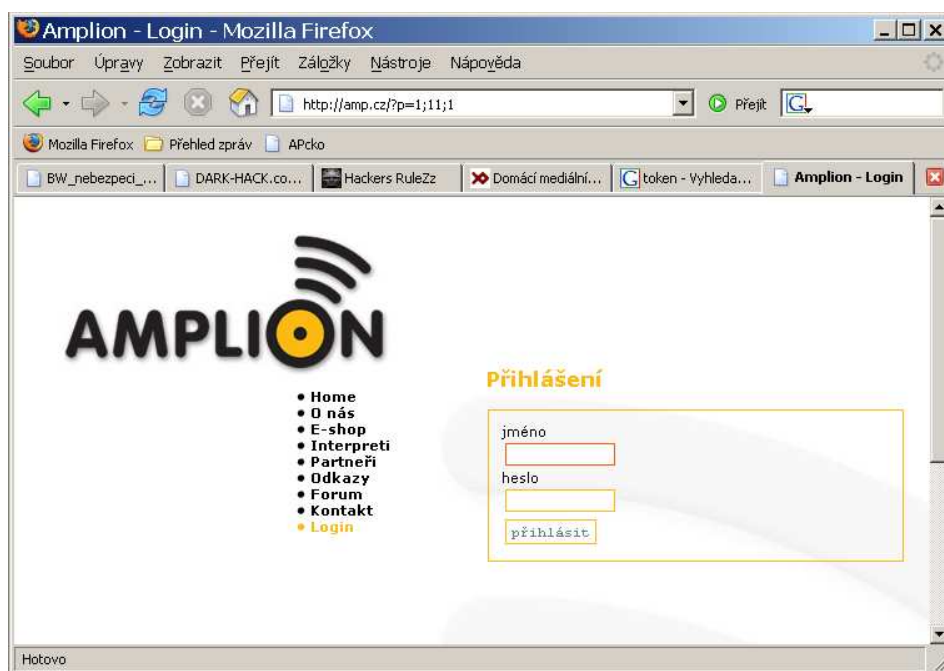 Amplion - Login - Mozilla Firefox
Soubor Úpravy Zobrazit Přejít Záložky Nástroje Nápověda
http://amp.cz/?p=1;11;1 Přejít G
Mozilla Firefox Přehled zpráv APcko
BW_nebezpeci_... DARK-HACK.co... Hackers RuleZz Domácí mediální... G token - Vyhleda... Amplion - Login
AMPLION
Přihlášení
Home
O nás
E-shop
Interpreti
Partneři
Odkazy
Forum
Kontakt
Login
jméno
heslo
přihlásit
Hotovo